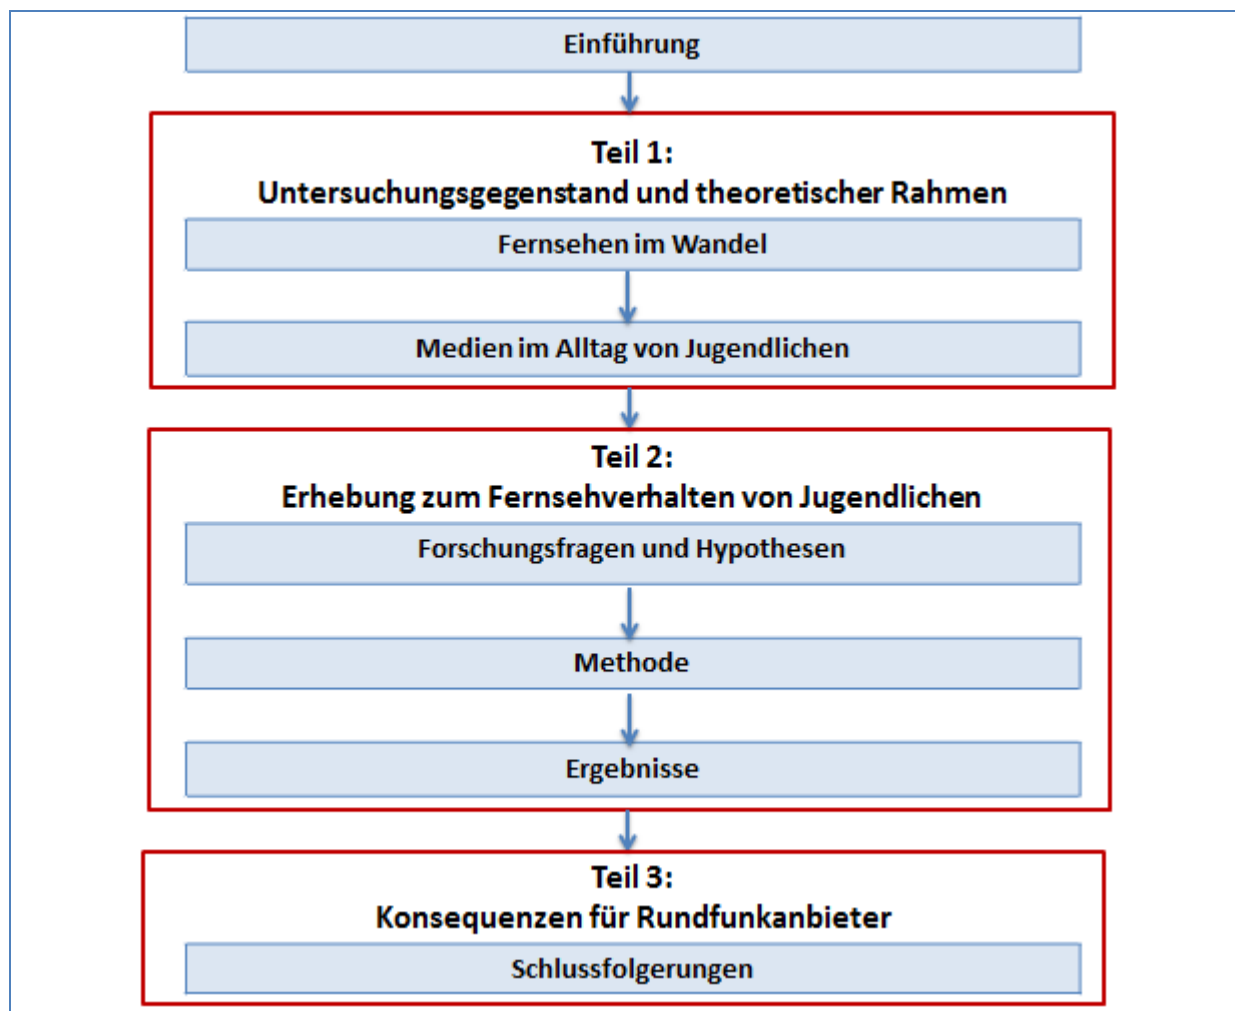 Einführung
Teil 1:
Untersuchungsgegenstand und theoretischer Rahmen
Fernsehen im Wandel
Medien im Alltag von Jugendlichen
Teil 2:
Erhebung zum Fernsehverhalten von Jugendlichen
Forschungsfragen und Hypothesen
Methode
Ergebnisse
Teil 3:
Konsequenzen für Rundfunkanbieter
Schlussfolgerungen